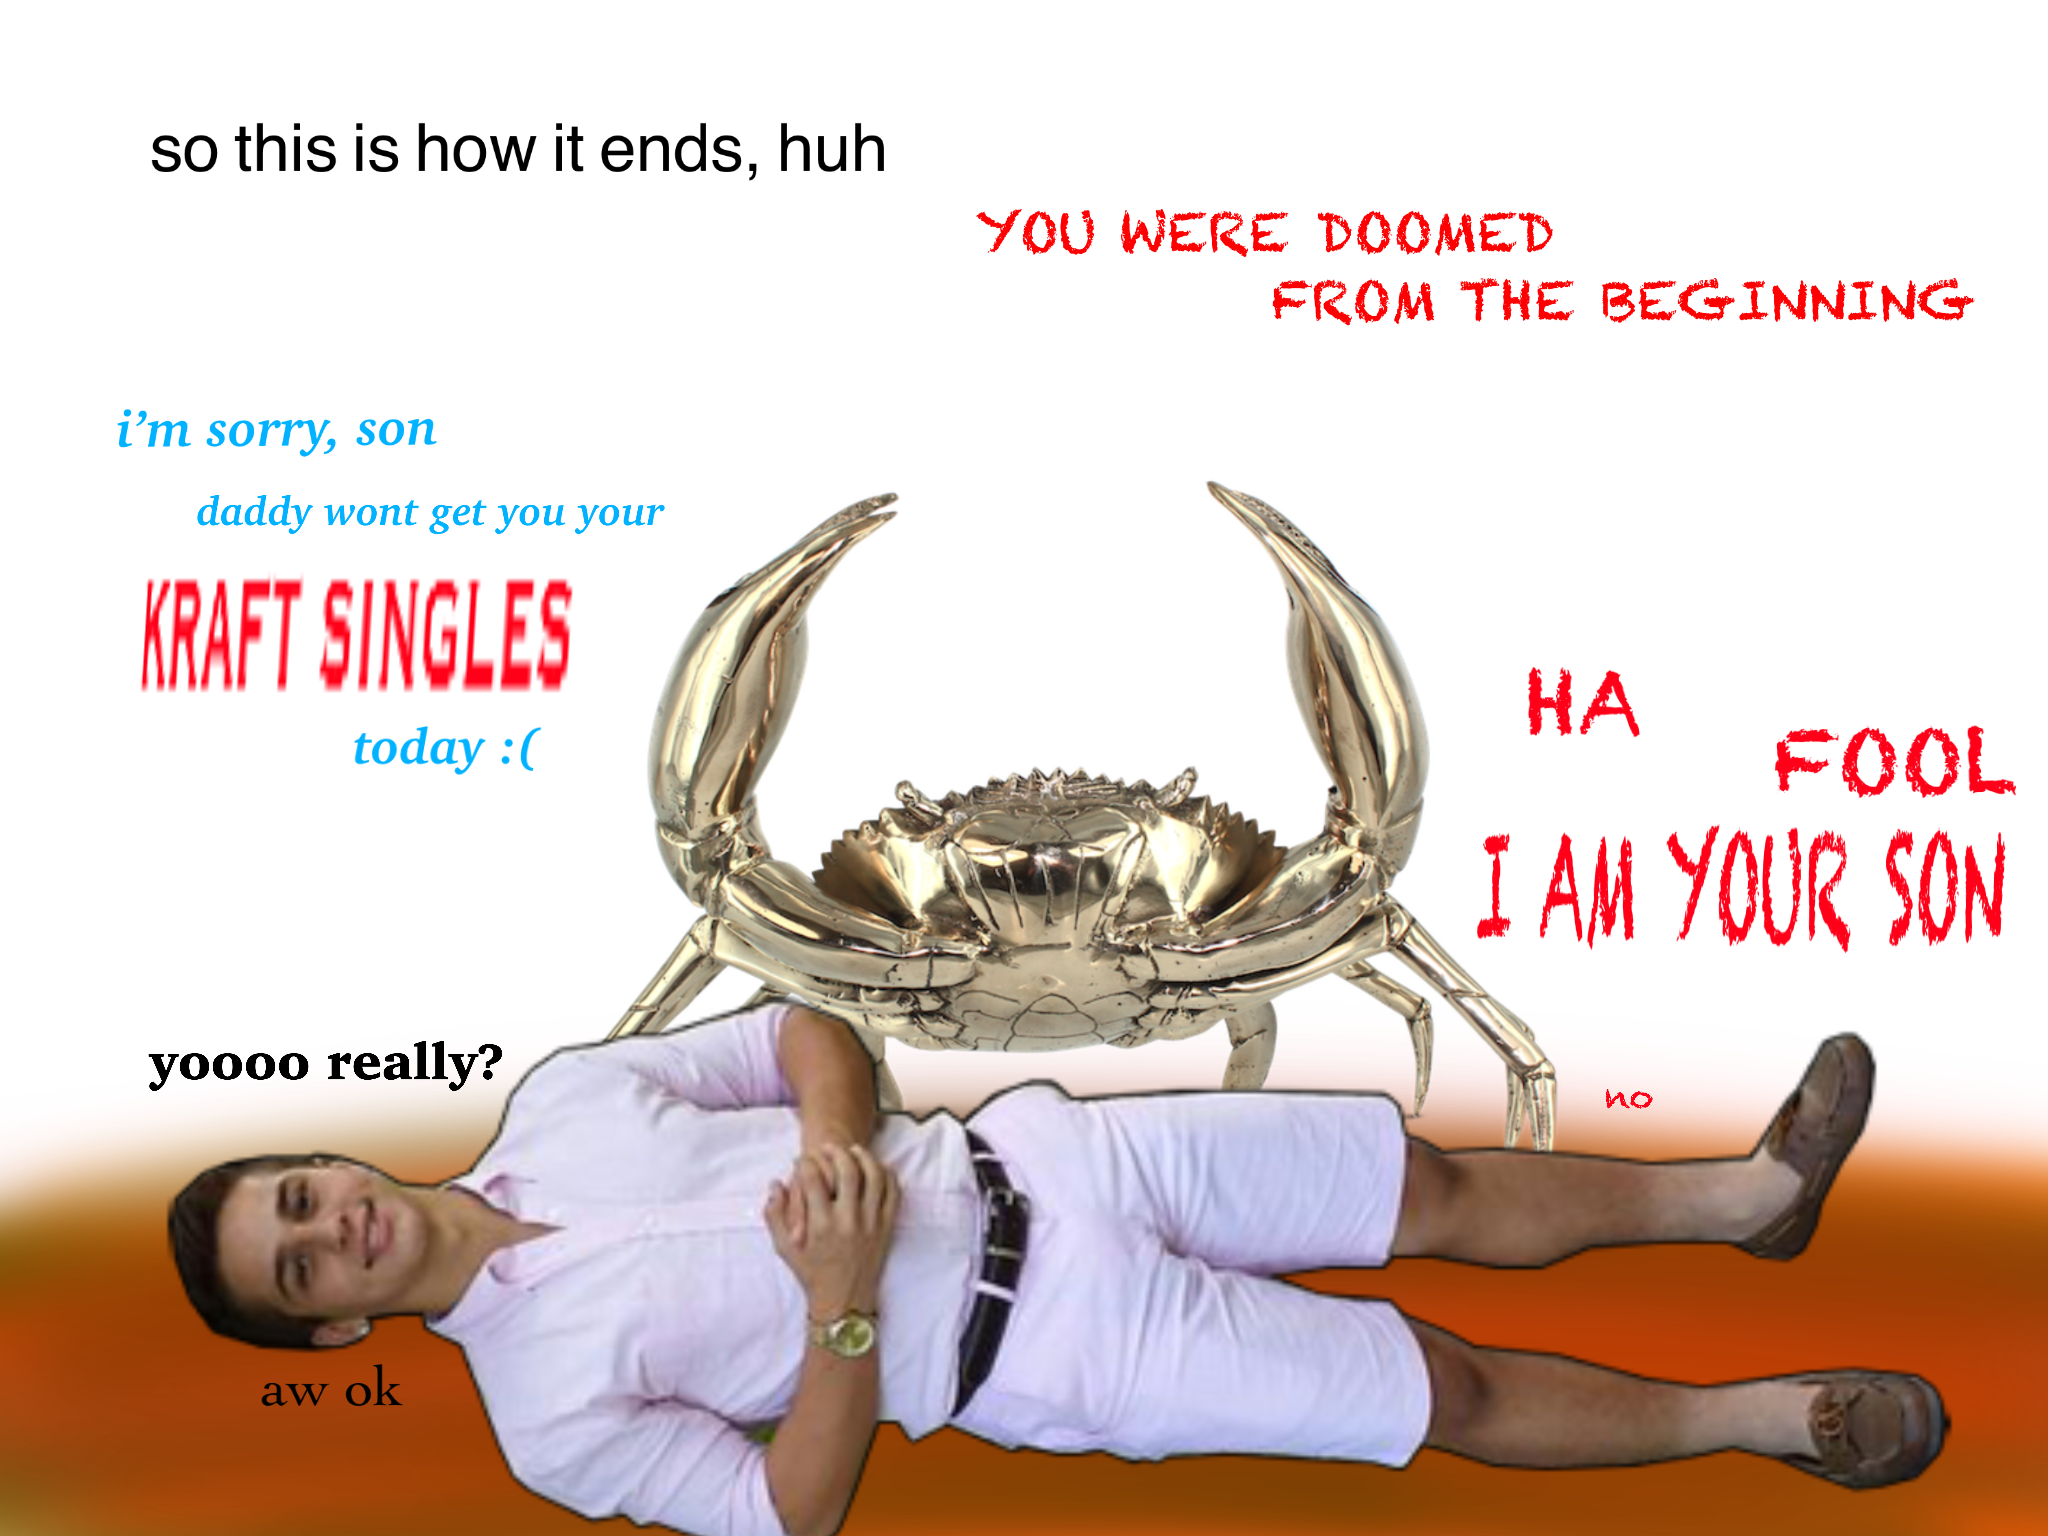 so this is how it ends, huh
YOU WERE DOOMED
FROM THE BEGINNING
i’m sorry, son
daddy wont get you your
KRAFT SINGLES
today :(
HA
FOOL
I AM YOUR SON
yoooo really?
no
aw ok